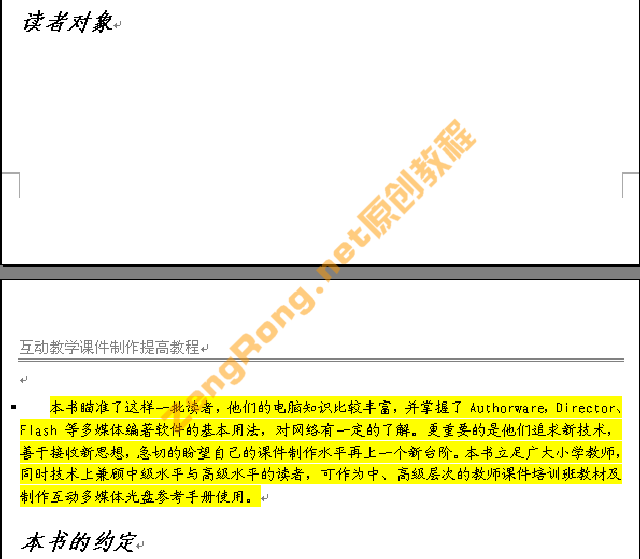 读者对象
ZengRong.net原创教程
互动教学课件制作提高教程
本书瞄准了这样一批读者，他们的电脑知识比较丰富，并掌握了 Authorware，Director、
Flash 等多媒体编著软件的基本用法，对网络有一定的了解。更重要的是他们追求新技术，
善于接收新思想，急切的盼望自己的课件制作水平再上一个新台阶。本书立足广大小学教师，
同时技术上兼顾中级水平与高级水平的读者，可作为中、高级层次的教师课件培训班教材及
制作互动多媒体光盘参考手册使用。
本书的约定